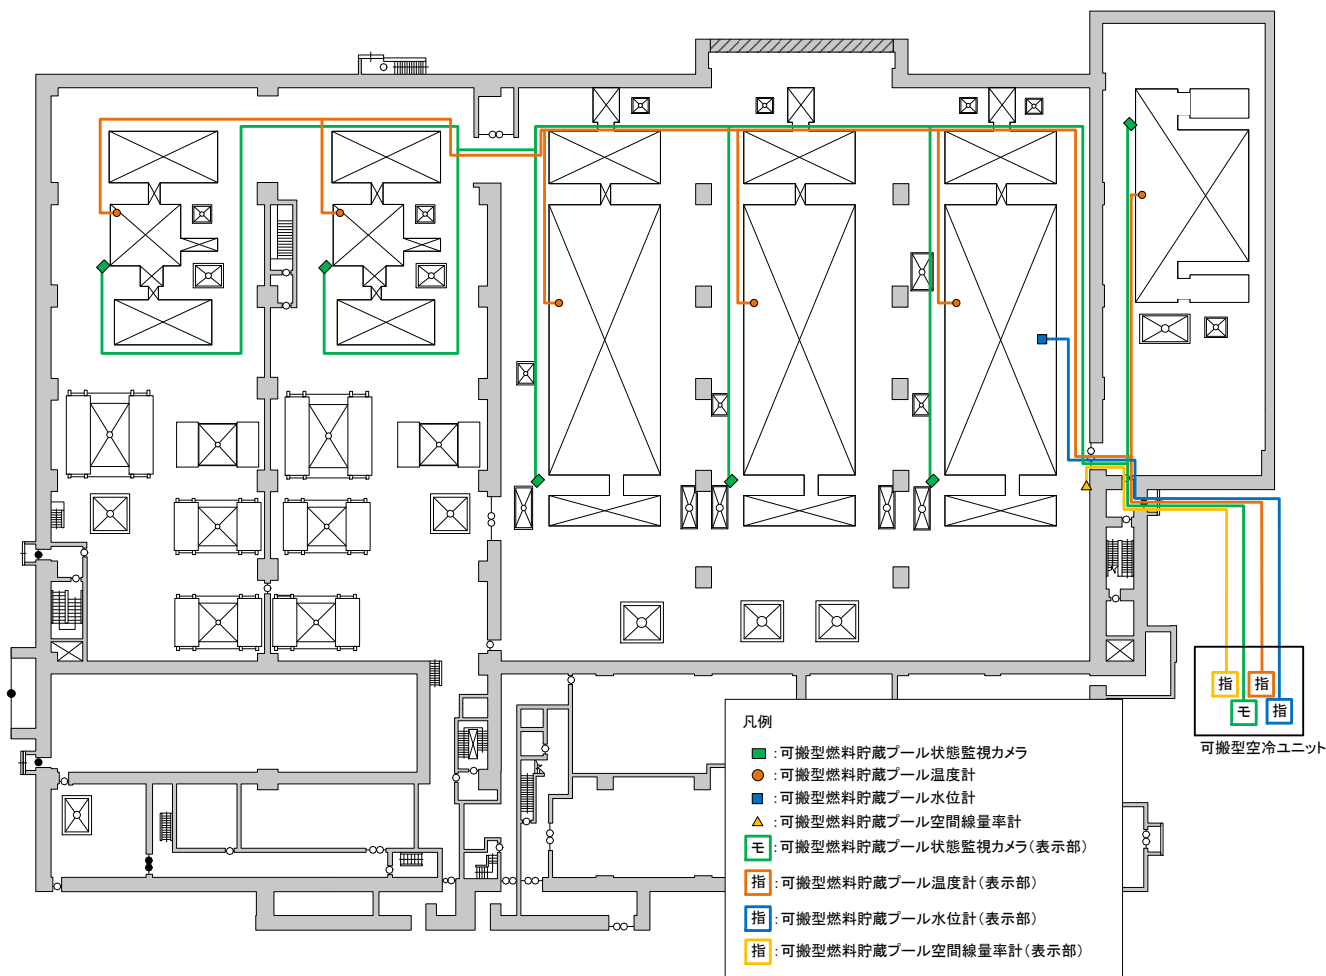 指 指
モ 指
可搬型空冷ユニット
凡例
:可搬型燃料貯蔵プール状態監視カメラ
:可搬型燃料貯蔵プール温度計
:可搬型燃料貯蔵プール水位計
:可搬型燃料貯蔵プール空間線量率計
モ :可搬型燃料貯蔵プール状態監視カメラ(表示部)
指 :可搬型燃料貯蔵プール温度計(表示部)
指 :可搬型燃料貯蔵プール水位計(表示部)
指 :可搬型燃料貯蔵プール空間線量率計(表示部)